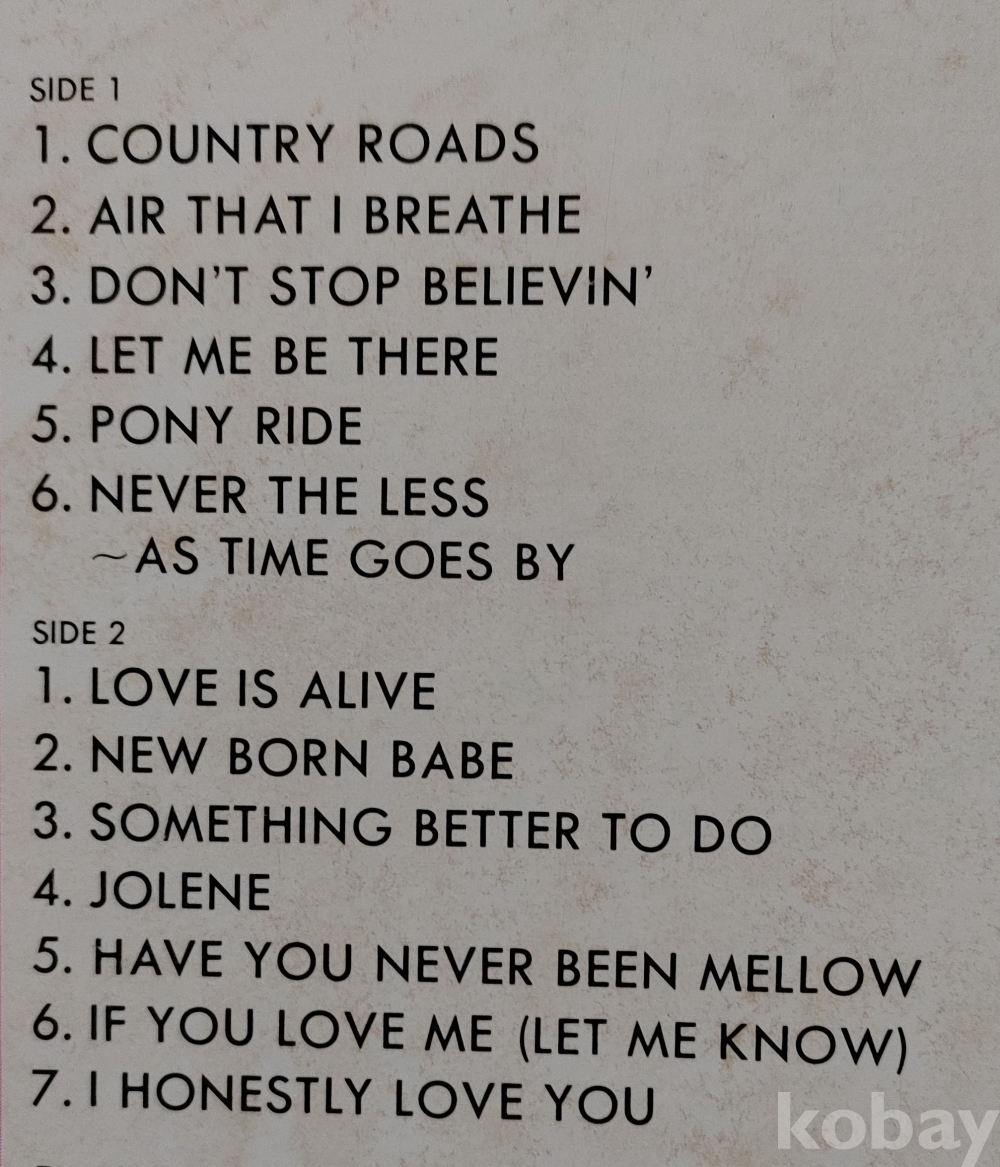 SIDE 1
1. COUNTRY ROADS
2. AIR THAT I BREATHE
3. DON'T STOP BELIEVIN'
4. LET ME BE THERE
5. PONY RIDE
6. NEVER THE LESS
~AS TIME GOES BY
SIDE 2
1. LOVE IS ALIVE
2. NEW BORN BABE
3. SOMETHING BETTER TO DO
4. JOLENE
5. HAVE YOU NEVER BEEN MELLOW
6. IF YOU LOVE ME (LET ME KNOW)
7. I HONESTLY LOVE YOU
kobay